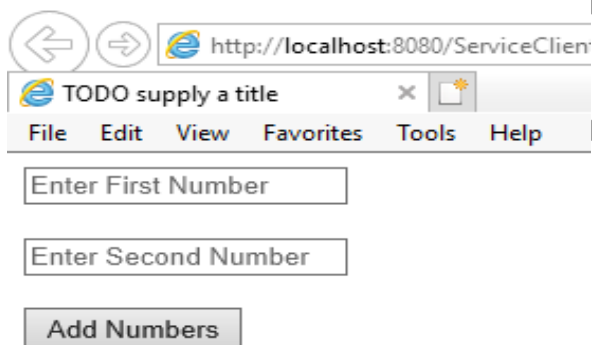 http://localhost:8080/ServiceClien
TODO supply a title
File Edit View Favorites Tools Help
Enter First Number
Enter Second Number
Add Numbers